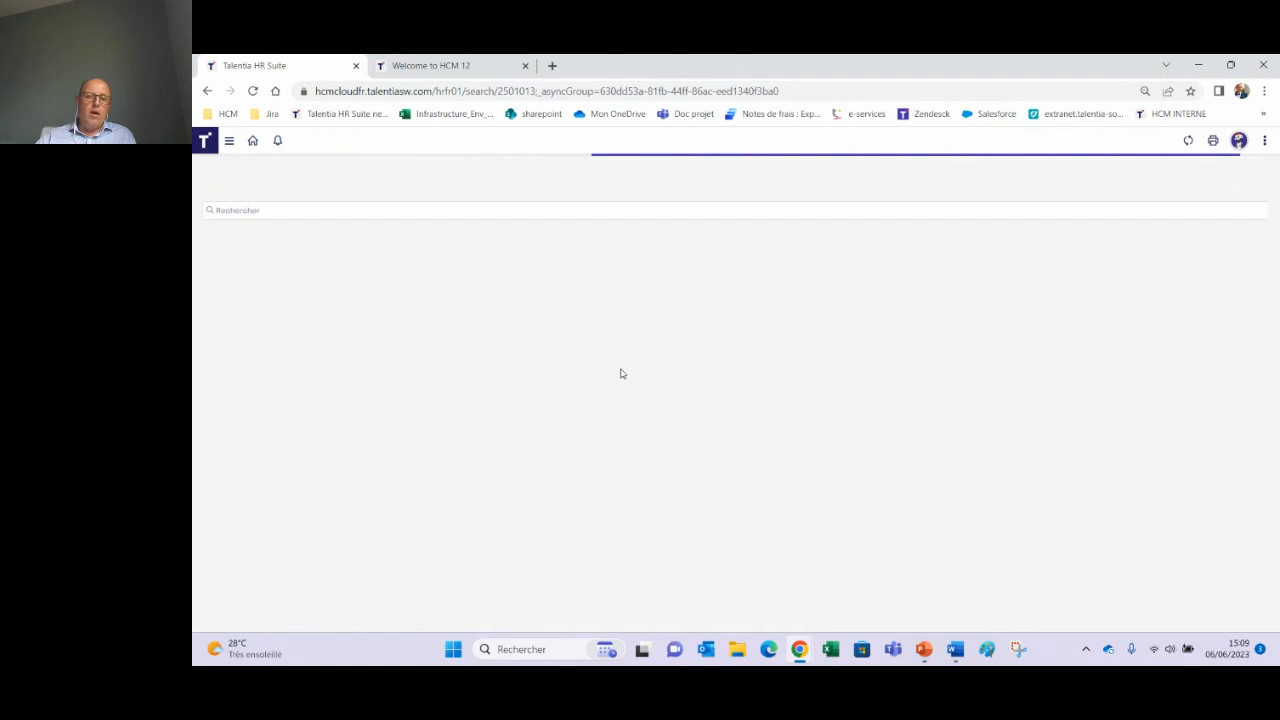 Talentia HR Suite
Welcome to HCM 12
hcmcloudfr.talentiasw.com/hrfr01/search/2501013;_asyncGroup=630dd53a-81fb-44ff-86ac-eed1340f3ba0
HCM
Jira
Talentia HR Suite ne...
Infrastructure_Env_...
sharepoint
Mon OneDrive
Doc projet
Notes de frais : Exp...
e-services
Zendesck
Salesforce
extranet.talentia-so...
HCM INTERNE
»
T
Rechercher
28°C
Très ensoleillé
Rechercher
15:09
06/06/2023
3